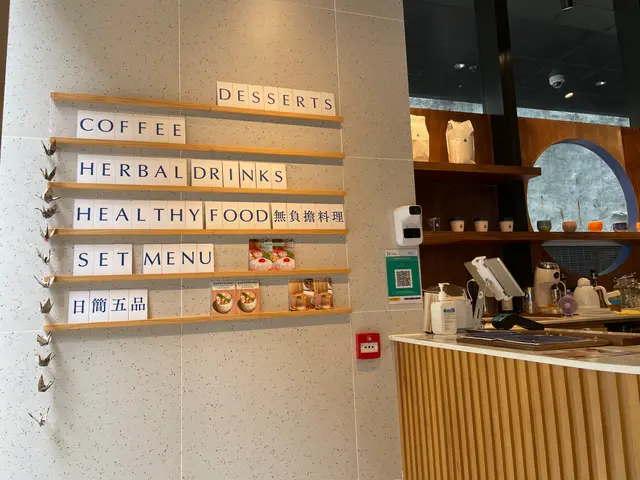 DESSERTS
COFFEE
HERBAL DRINKS
HEALTHY FOOD 無負擔料理
SET MENU
日簡五品